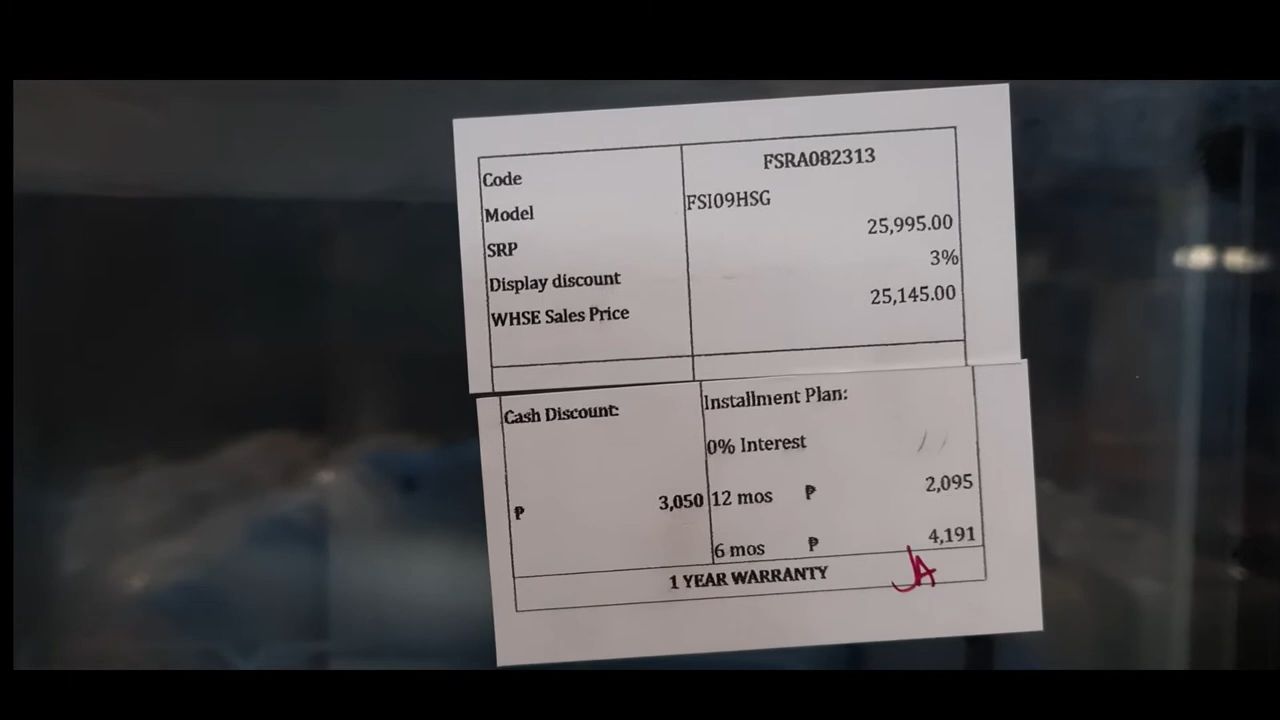 Code FSRA082313
Model FSI09HSG
SRP 25,995.00
Display discount 3%
WHSE Sales Price 25,145.00
Cash Discount: Installment Plan:
0% Interest
₱ 3,050 12 mos ₱ 2,095
6 mos ₱ 4,191
1 YEAR WARRANTY JA